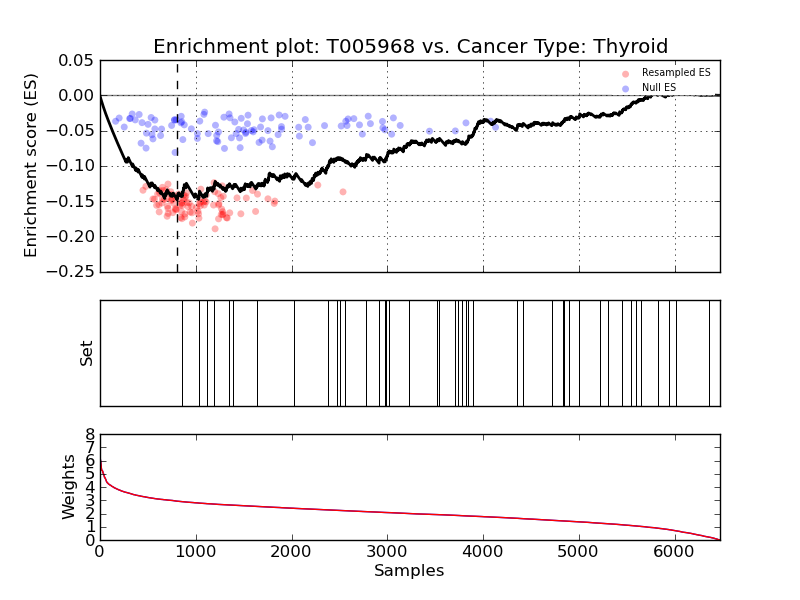 Enrichment plot: T005968 vs. Cancer Type: Thyroid
Enrichment score (ES)
0.05
0.00
−0.05
−0.10
−0.15
−0.20
−0.25
Resampled ES
Null ES
Set
Weights
8
7
6
5
4
3
2
1
0
0 1000 2000 3000 4000 5000 6000
Samples